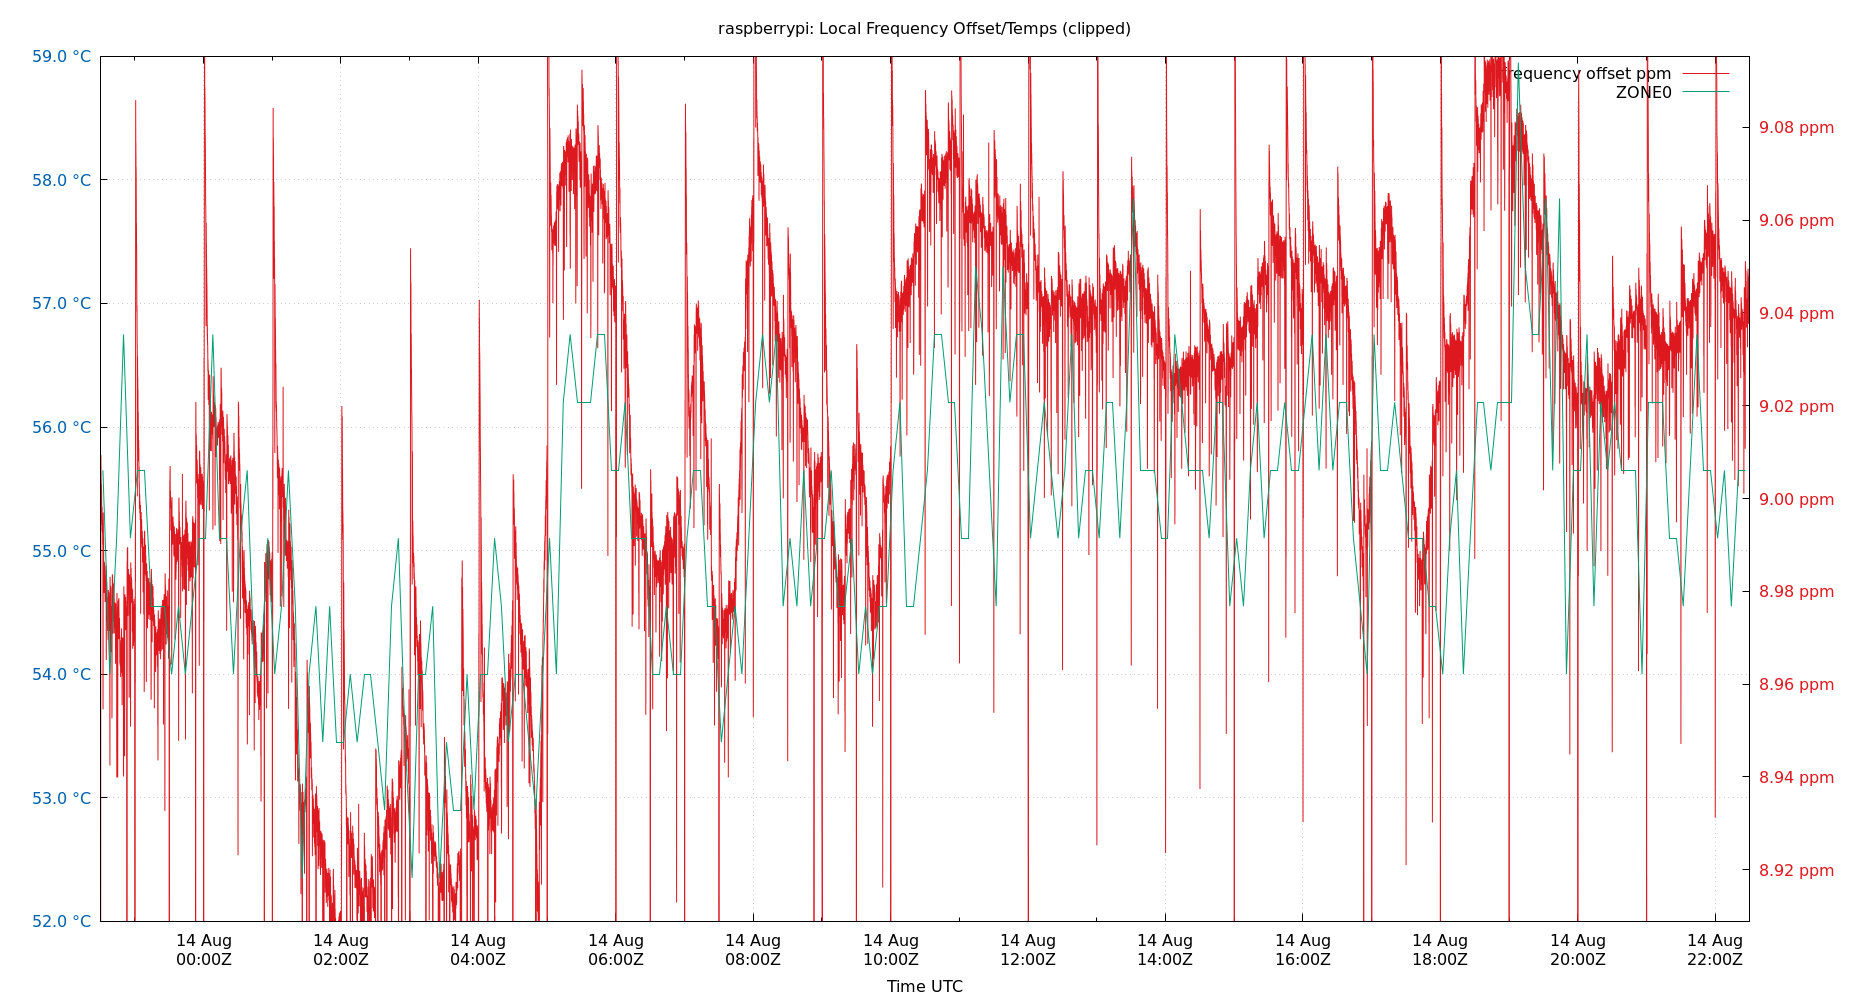 raspberrypi: Local Frequency Offset/Temps (clipped)
59.0 °C
58.0 °C
57.0 °C
56.0 °C
55.0 °C
54.0 °C
53.0 °C
52.0 °C
frequency offset ppm
ZONE0
9.08 ppm
9.06 ppm
9.04 ppm
9.02 ppm
9.00 ppm
8.98 ppm
8.96 ppm
8.94 ppm
8.92 ppm
14 Aug
00:00Z
14 Aug
02:00Z
14 Aug
04:00Z
14 Aug
06:00Z
14 Aug
08:00Z
14 Aug
10:00Z
14 Aug
12:00Z
14 Aug
14:00Z
14 Aug
16:00Z
14 Aug
18:00Z
14 Aug
20:00Z
14 Aug
22:00Z
Time UTC